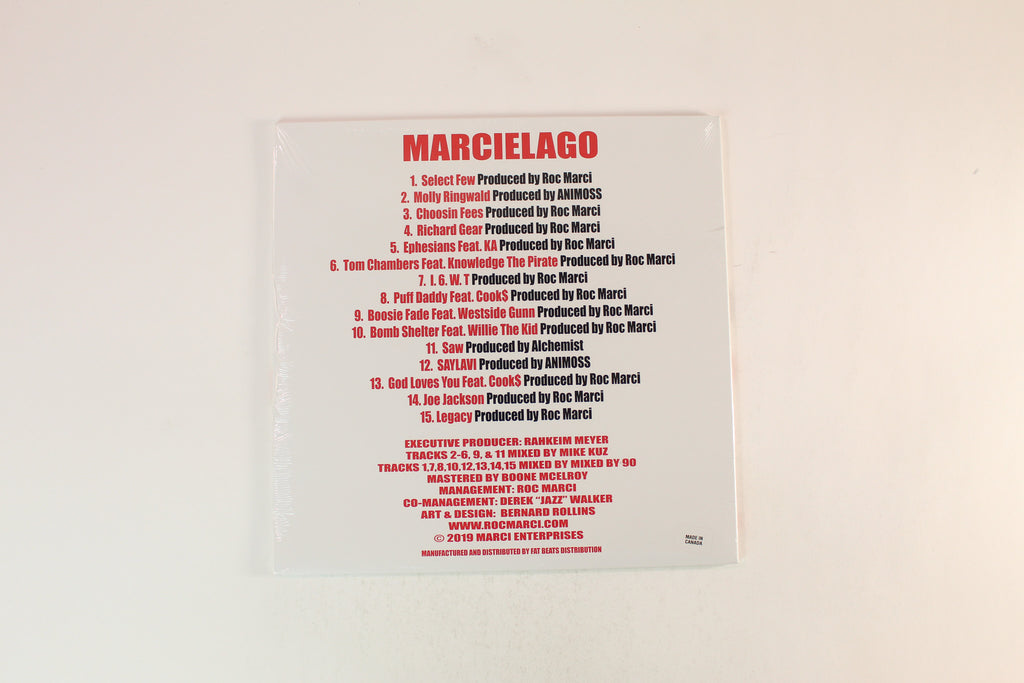 MARCIELAGO
1. Select Few Produced by Roc Marci
2. Molly Ringwald Produced by ANIMOSS
3. Choosin Fees Produced by Roc Marci
4. Richard Gear Produced by Roc Marci
5. Ephesians Feat. KA Produced by Roc Marci
6. Tom Chambers Feat. Knowledge The Pirate Produced by Roc Marci
7. I. 6. W. T Produced by Roc Marci
8. Puff Daddy Feat. Cook$ Produced by Roc Marci
9. Boosie Fade Feat. Westside Gunn Produced by Roc Marci
10. Bomb Shelter Feat. Willie The Kid Produced by Roc Marci
11. Saw Produced by Alchemist
12. SAYLAVI Produced by ANIMOSS
13. God Loves You Feat. Cook$ Produced by Roc Marci
14. Joe Jackson Produced by Roc Marci
15. Legacy Produced by Roc Marci
EXECUTIVE PRODUCER: RAHKEIM MEYER
TRACKS 2-6, 9, & 11 MIXED BY MIKE KUZ
TRACKS 1,7,8,10,12,13,14,15 MIXED BY MIXED BY 90
MASTERED BY BOONE MCELROY
MANAGEMENT: ROC MARCI
CO-MANAGEMENT: DEREK "JAZZ" WALKER
ART & DESIGN: BERNARD ROLLINS
WWW.ROCMARCI.COM
© 2019 MARCI ENTERPRISES
MANUFACTURED AND DISTRIBUTED BY FAT BEATS DISTRIBUTION
MADE IN
CANADA